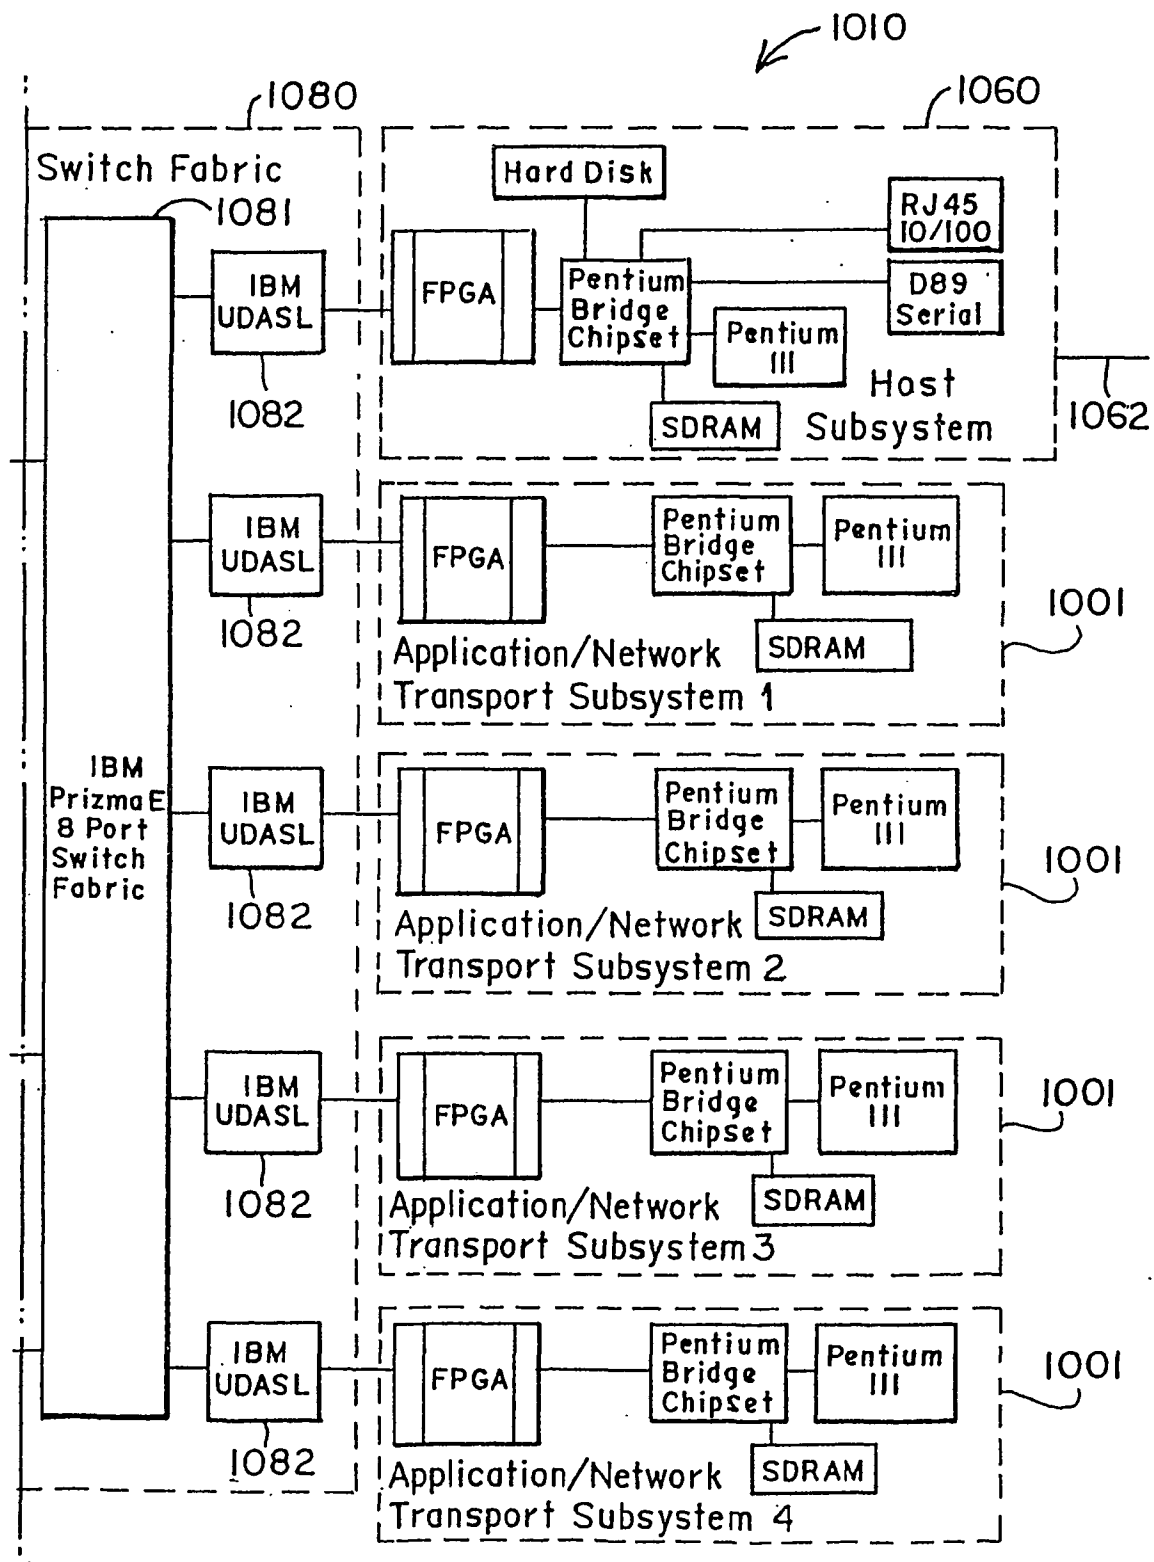 1010
1080
1060
Switch Fabric
1081
Hard Disk
RJ45
10/100
IBM
UDASL
FPGA
Pentium
Bridge
Chipset
D89
Serial
Pentium
III
1082
SDRAM
Host
Subsystem
1062
IBM
UDASL
FPGA
Pentium
Bridge
Chipset
Pentium
III
1082
SDRAM
1001
Application/Network
Transport Subsystem 1
IBM
PrizmaE
8 Port
Switch
Fabric
IBM
UDASL
FPGA
Pentium
Bridge
Chipset
Pentium
III
1082
SDRAM
1001
Application/Network
Transport Subsystem 2
IBM
UDASL
FPGA
Pentium
Bridge
Chipset
Pentium
III
1082
SDRAM
1001
Application/Network
Transport Subsystem 3
IBM
UDASL
FPGA
Pentium
Bridge
Chipset
Pentium
III
1082
SDRAM
1001
Application/Network
Transport Subsystem 4